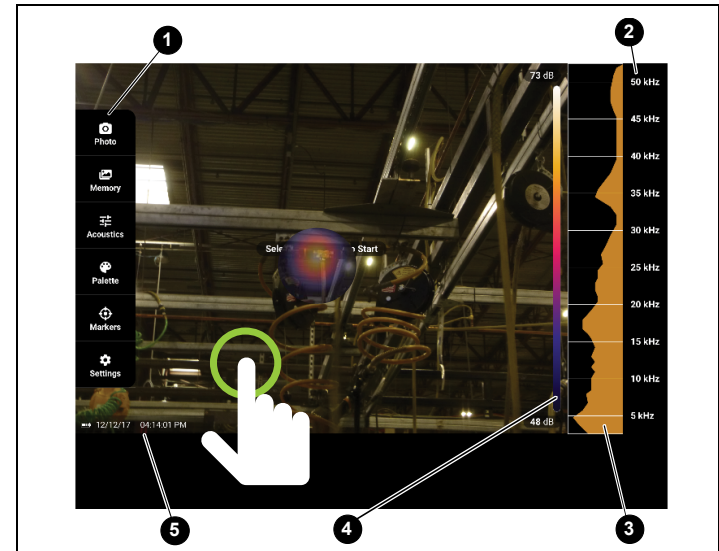 1
2
73 dB
50 kHz
45 kHz
40 kHz
35 kHz
30 kHz
25 kHz
20 kHz
15 kHz
10 kHz
5 kHz
Photo
Memory
Acoustics
Palette
Markers
Settings
Sele
o Start
12/12/17 04:14:01 PM
48 dB
5
4
3